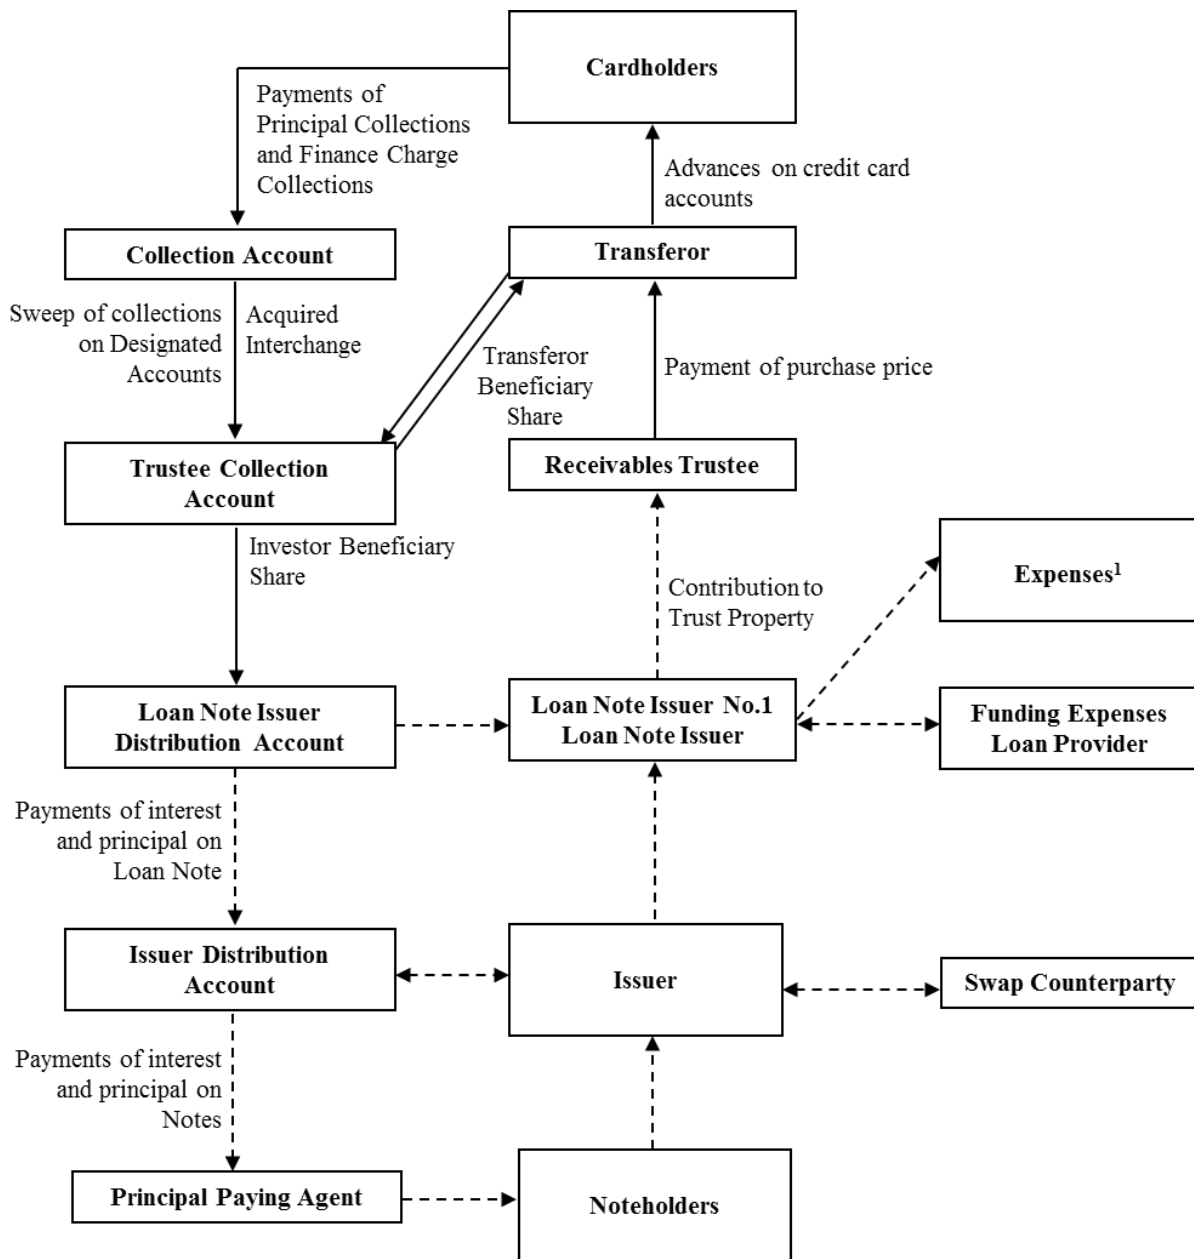 Cardholders
Payments of
Principal Collections
and Finance Charge
Collections
Advances on credit card
accounts
Collection Account
Transferor
Sweep of collections
on Designated
Accounts
Acquired
Interchange
Transferor
Beneficiary
Share
Payment of purchase price
Trustee Collection
Account
Receivables Trustee
Investor Beneficiary
Share
Contribution to
Trust Property
Expenses¹
Loan Note Issuer
Distribution Account
Loan Note Issuer No.1
Loan Note Issuer
Funding Expenses
Loan Provider
Payments of interest
and principal on
Loan Note
Issuer Distribution
Account
Issuer
Swap Counterparty
Payments of interest
and principal on
Notes
Principal Paying Agent
Noteholders